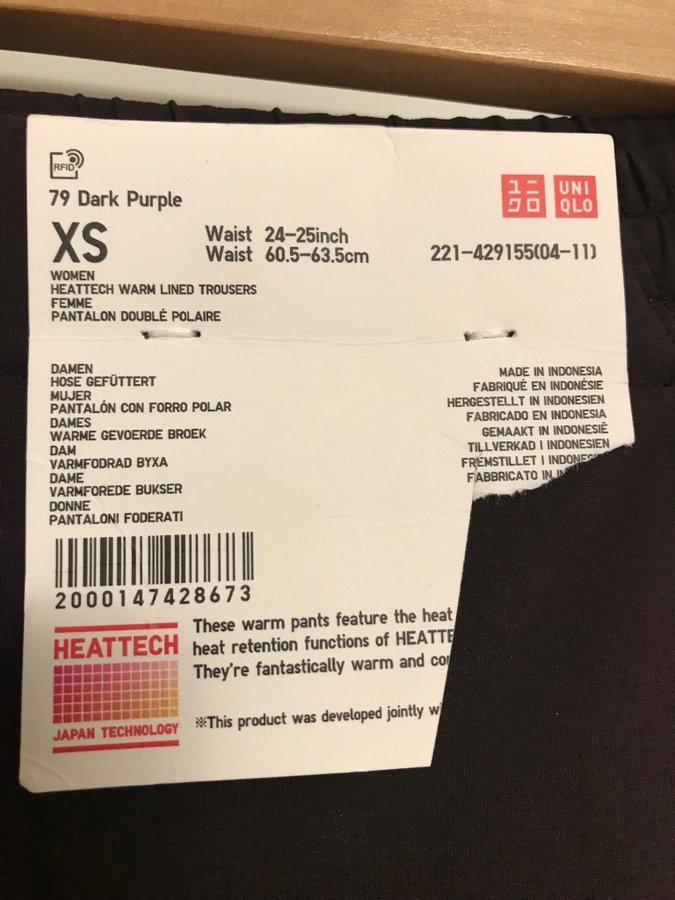 RFID
79 Dark Purple
ユニ
クロ
UNI
QLO
XS
Waist 24-25inch
Waist 60.5-63.5cm
221-429155(04-11)
WOMEN
HEATTECH WARM LINED TROUSERS
FEMME
PANTALON DOUBLÉ POLAIRE
DAMEN
HOSE GEFÜTTERT
MUJER
PANTALÓN CON FORRO POLAR
DAMES
WARME GEVOERDE BROEK
DAM
VARMFODRAD BYXA
DAME
VARMFOREDE BUKSER
DONNE
PANTALONI FODERATI
MADE IN INDONESIA
FABRIQUÉ EN INDONÉSIE
HERGESTELLT IN INDONESIEN
FABRICADO EN INDONESIA
GEMAAKT IN INDONESIË
TILLVERKAD I INDONESIEN
FREMSTILLET I
FABBRICATO IN
2000147428673
HEATTECH
JAPAN TECHNOLOGY
These warm pants feature the heat
heat retention functions of
They're fantastically warm and
※This product was developed jointly